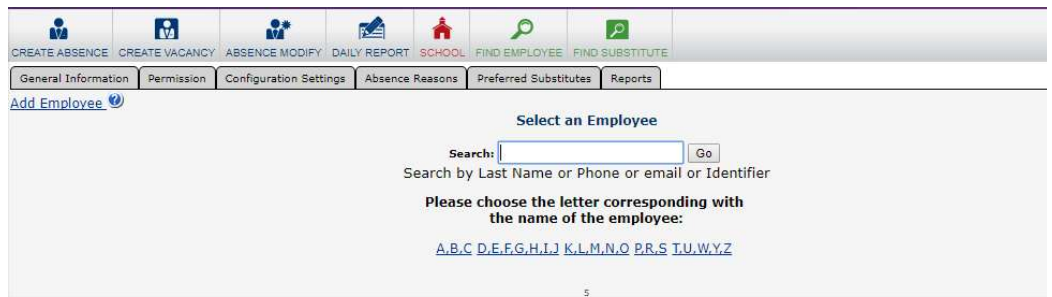 CREATE ABSENCE CREATE VACANCY ABSENCE MODIFY DAILY REPORT SCHOOL FIND EMPLOYEE FIND SUBSTITUTE
General Information Permission Configuration Settings Absence Reasons Preferred Substitutes Reports
Add Employee ?
Select an Employee
Search: Go
Search by Last Name or Phone or email or Identifier
Please choose the letter corresponding with
the name of the employee:
A,B,C D,E,F,G,H,I,J K,L,M,N,O P,R,S T,U,W,Y,Z
5